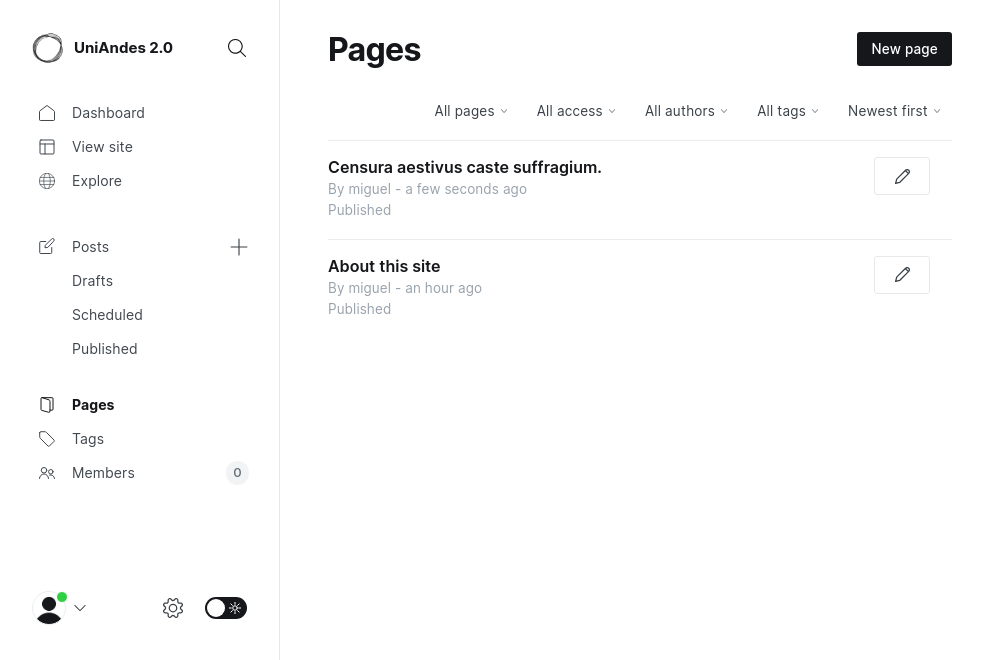 UniAndes 2.0
Dashboard
View site
Explore
Posts
Drafts
Scheduled
Published
Pages
Tags
Members
0
Pages
New page
All pages
All access
All authors
All tags
Newest first
Censura aestivus caste suffragium.
By miguel - a few seconds ago
Published
About this site
By miguel - an hour ago
Published